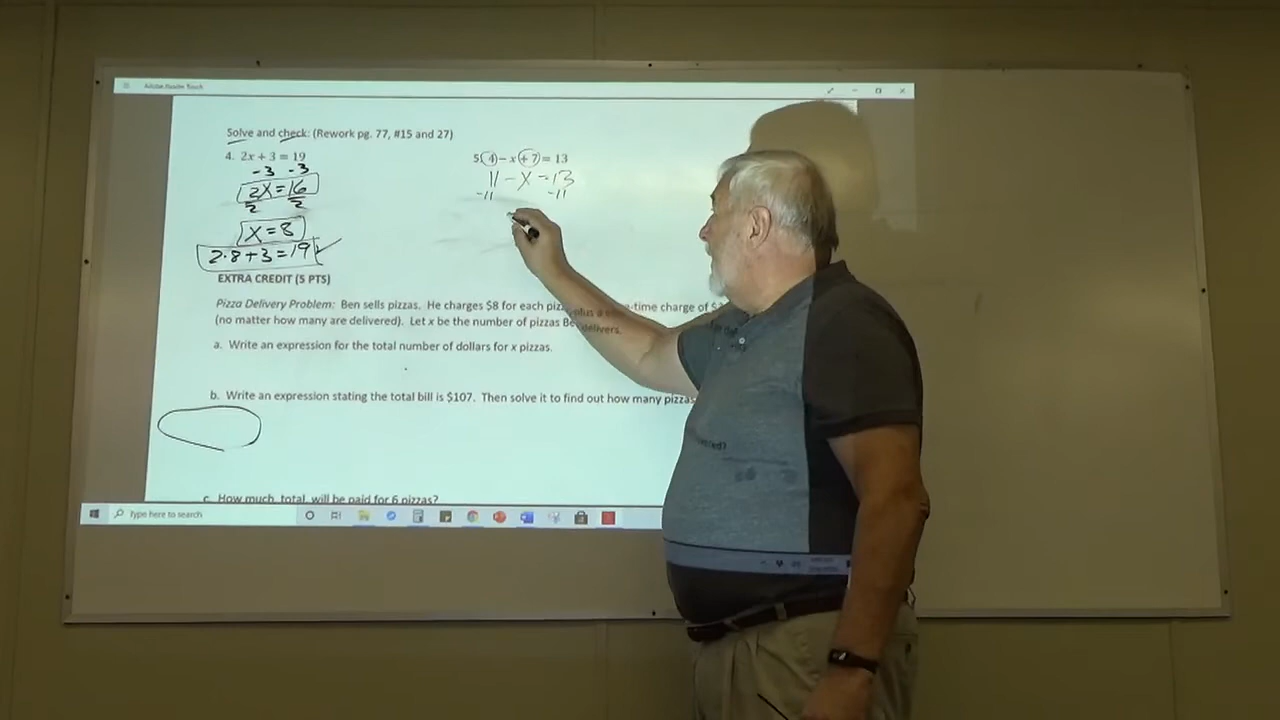 Adobe Reader Touch
Solve and check: (Rework pg. 77, #15 and 27)
4. 2x + 3 = 19
-3 -3
2x = 16
2 2
x = 8
2·8+3=19 ✓
5(4) - x(+ 7) = 13
11 - x = 13
-11 -11
EXTRA CREDIT (5 PTS)
Pizza Delivery Problem: Ben sells pizzas. He charges $8 for each plus a -time charge of
(no matter how many are delivered). Let x be the number of pizzas delivers.
a. Write an expression for the total number of dollars for x pizzas.
b. Write an expression stating the total bill is $107. Then solve it to find out how many pizzas
c. How much, total, will be paid for 6 pizzas?
Type here to search